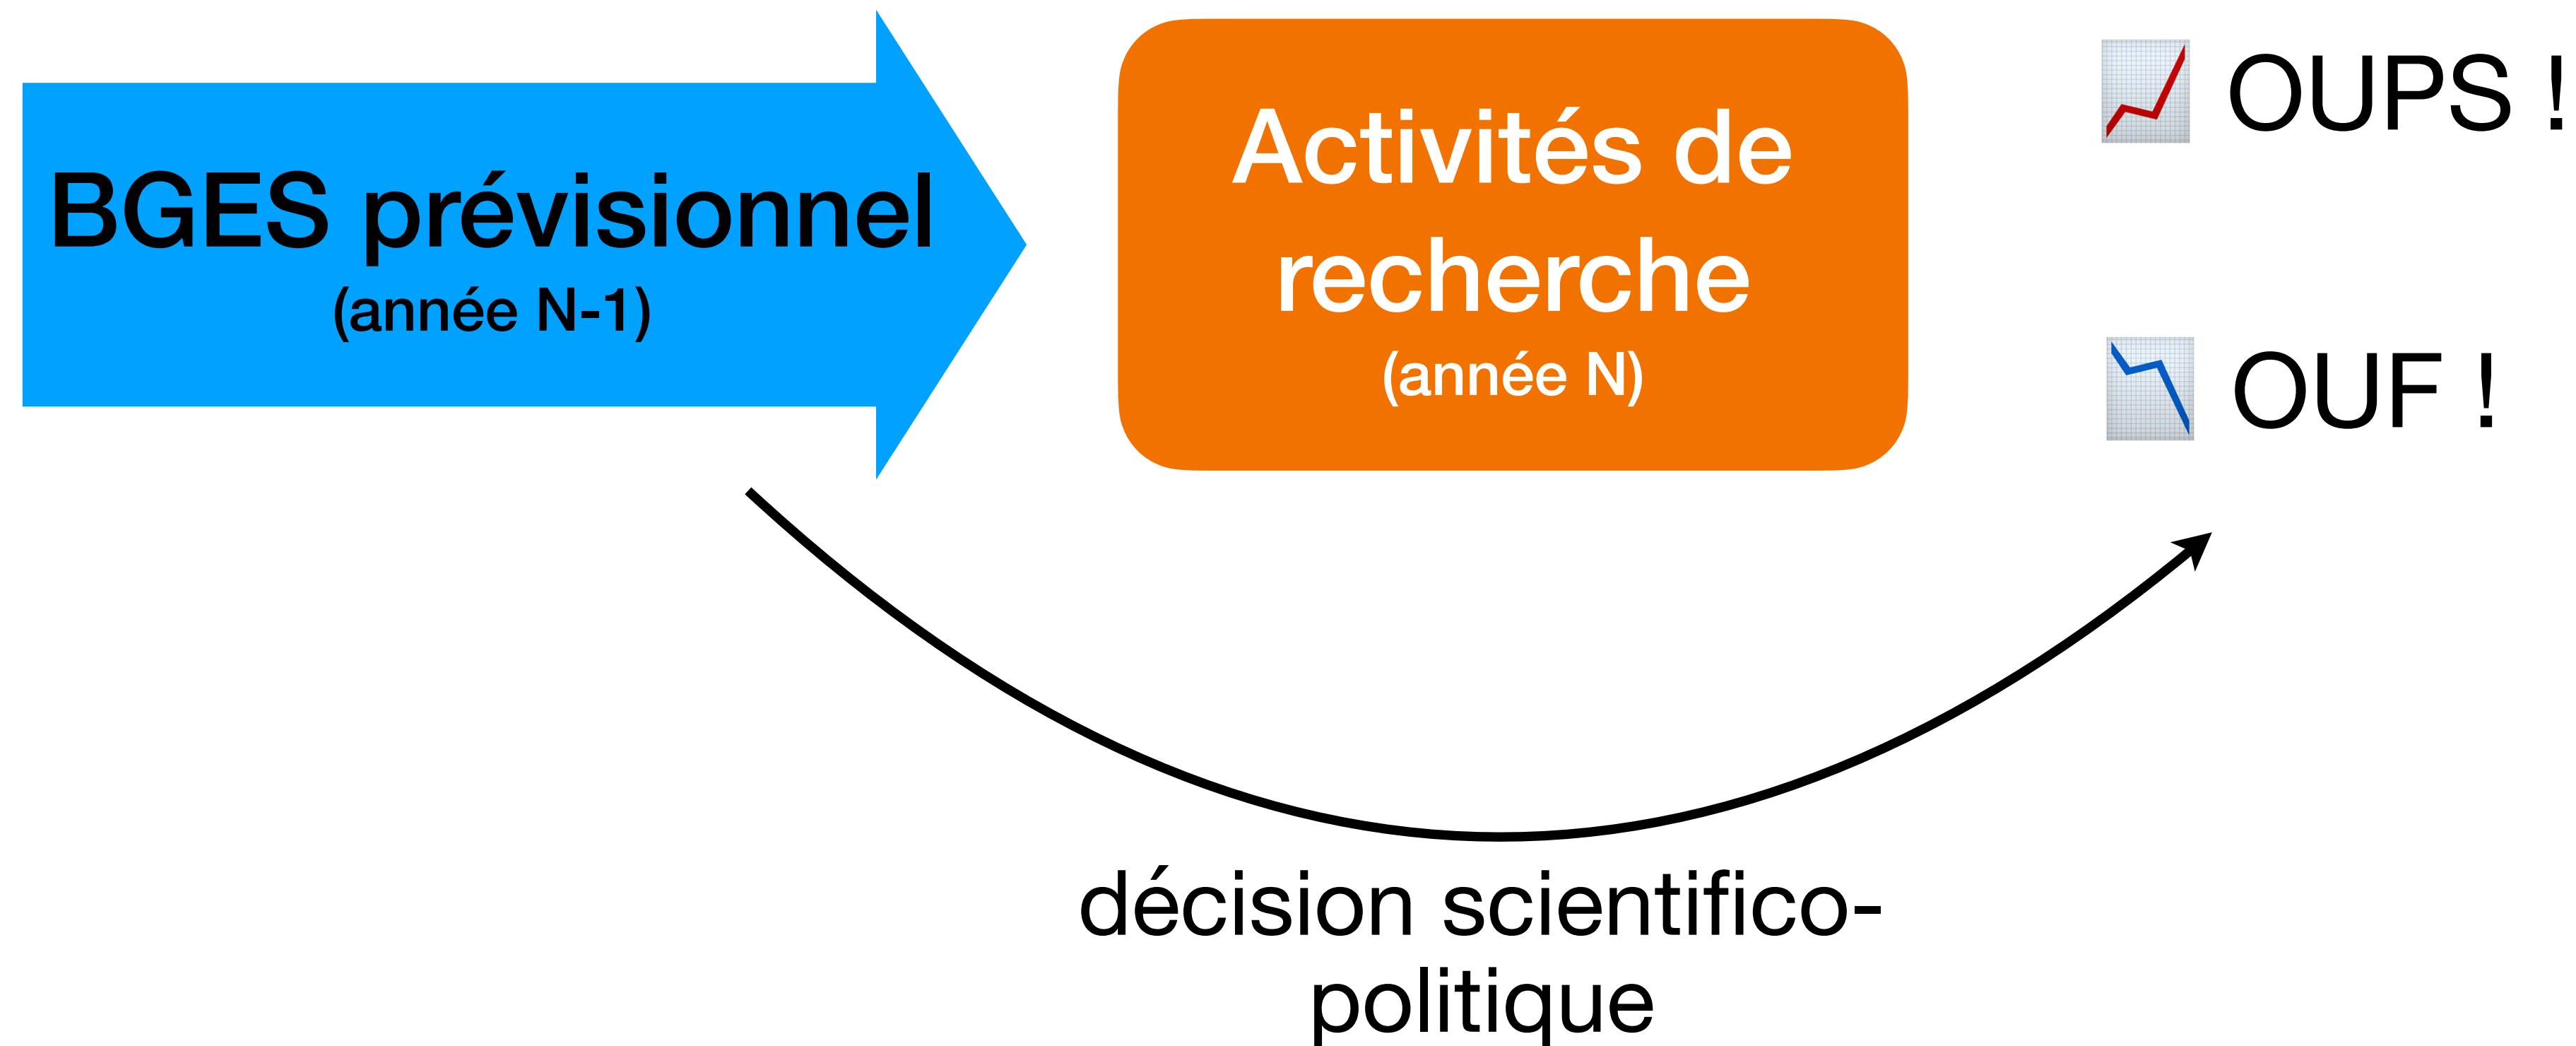 BGES prévisionnel
(année N-1)
Activités de
recherche
(année N)
OUPS !
OUF !
décision scientifico-
politique